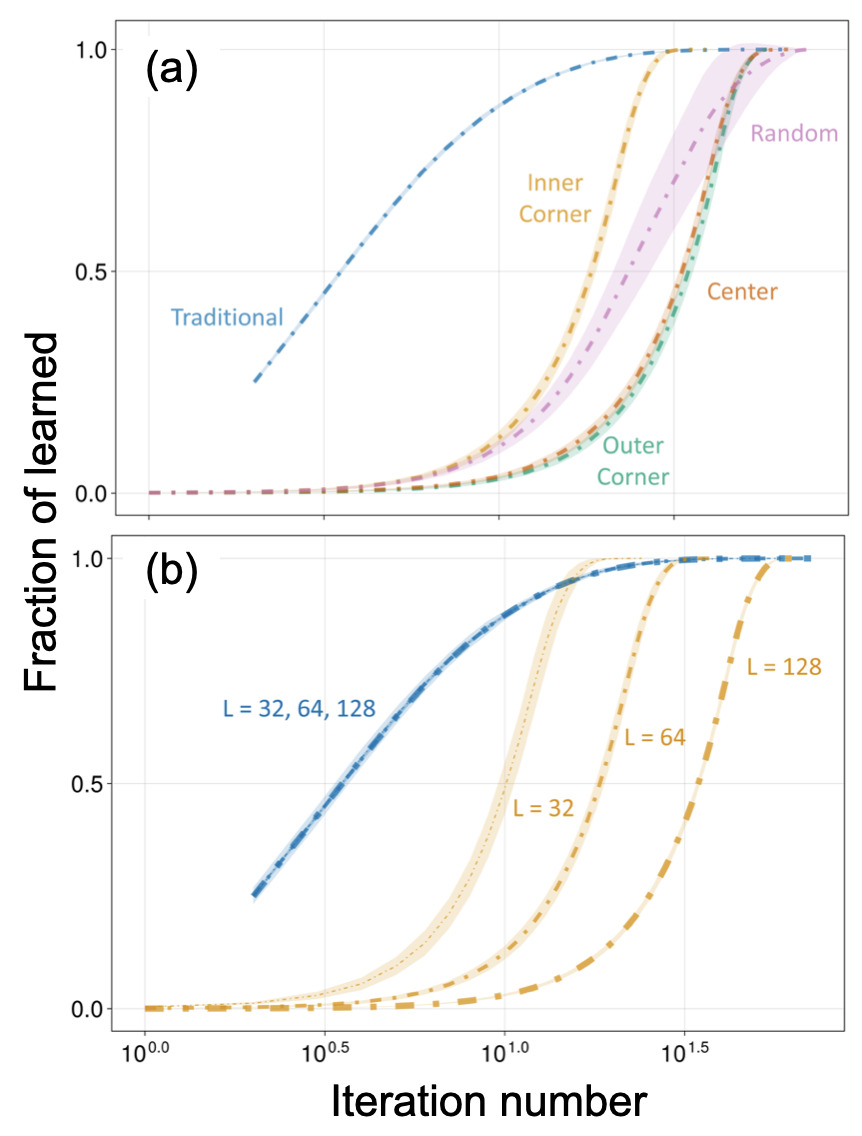 (a)
1.0
0.5
0.0
Traditional
Inner
Corner
Random
Center
Outer
Corner
Fraction of learned
(b)
1.0
0.5
0.0
L = 32, 64, 128
L = 128
L = 64
L = 32
10^0.0
10^0.5
10^1.0
10^1.5
Iteration number